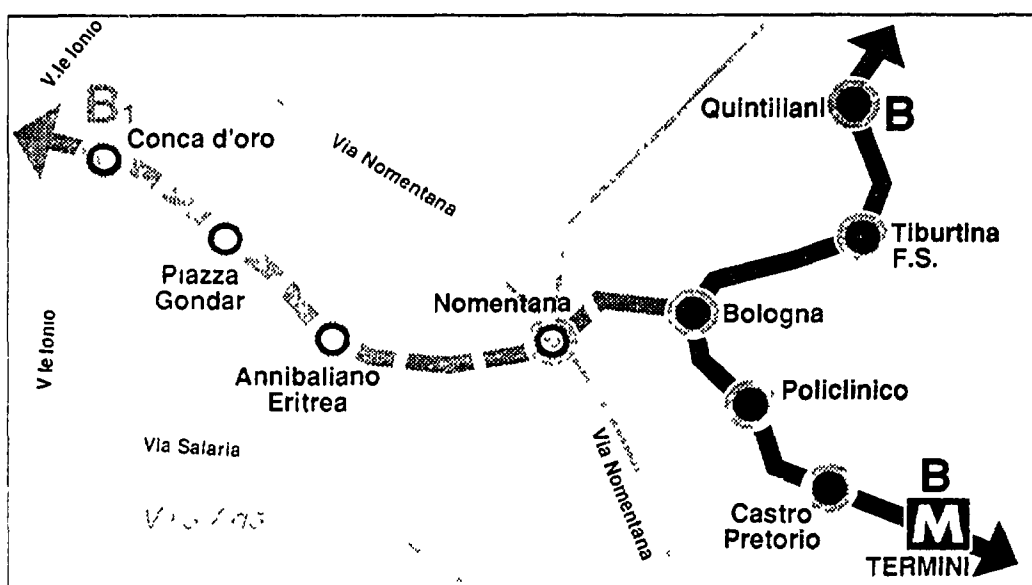 V.le Ionio
B1
Conca d'oro
Via Nomentana
Quintiliani
B
Piazza
Gondar
Tiburtina
F.S.
Nomentana
Bologna
V le Ionio
Annibaliano
Eritrea
Policlinico
Via Salaria
Via Nomentana
B
Castro
Pretorio
M
TERMINI